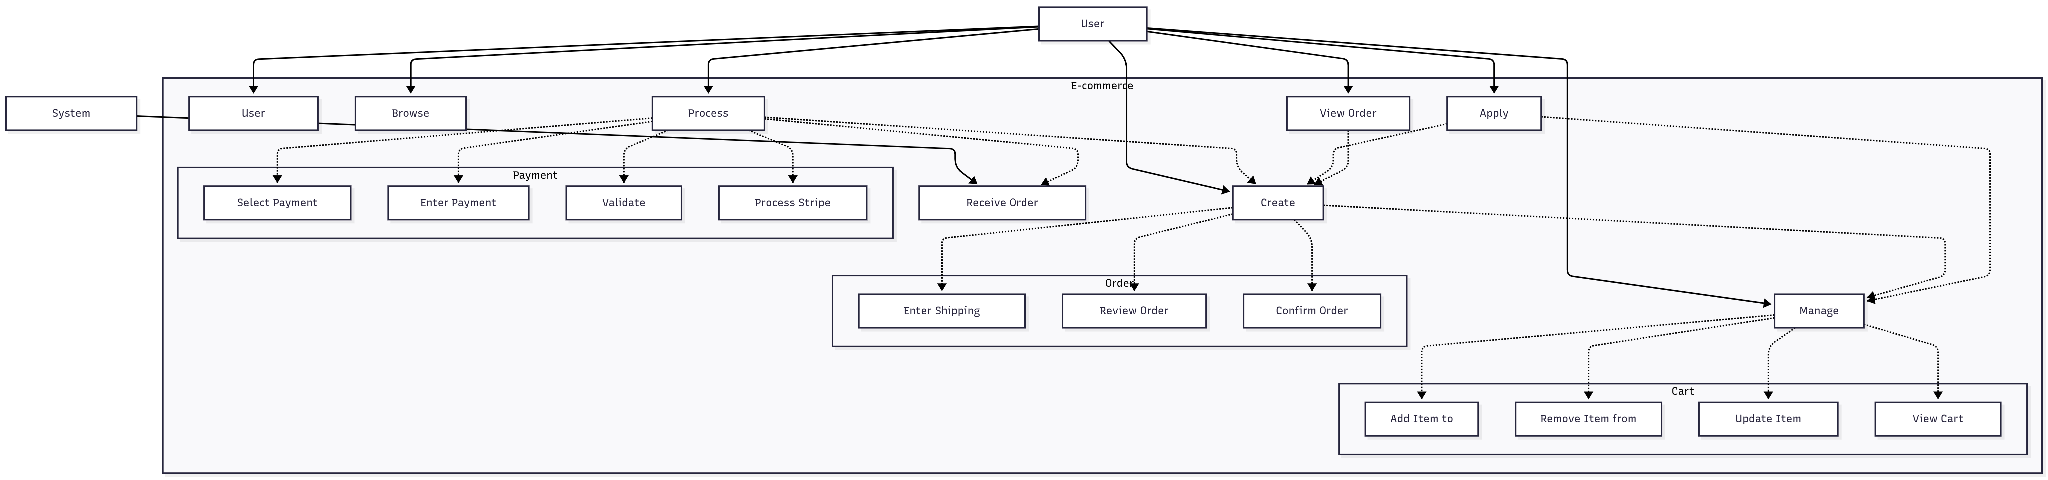 User
E-commerce
System
User
Browse
Process
View Order
Apply
Payment
Select Payment
Enter Payment
Validate
Process Stripe
Receive Order
Create
Order
Enter Shipping
Review Order
Confirm Order
Manage
Cart
Add Item to
Remove Item from
Update Item
View Cart